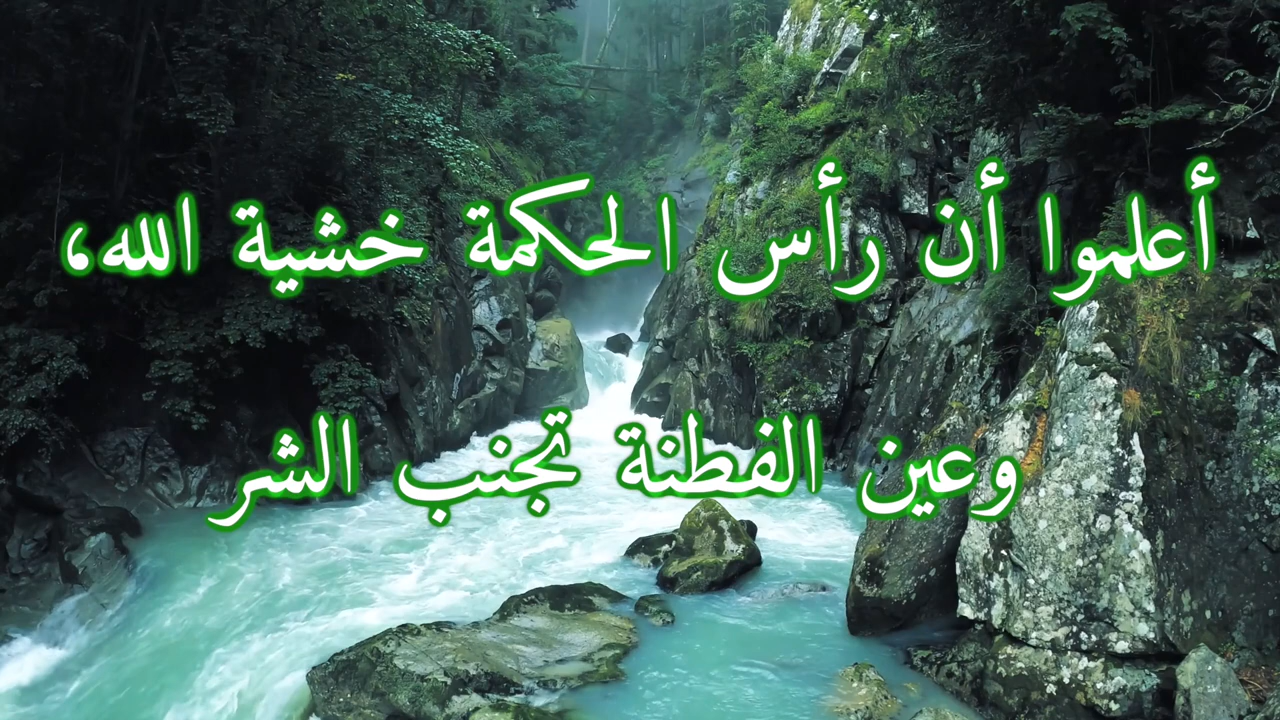 أعلموا أن رأس الحكمة خشية الله،
وعين الفطنة تجنب الشر